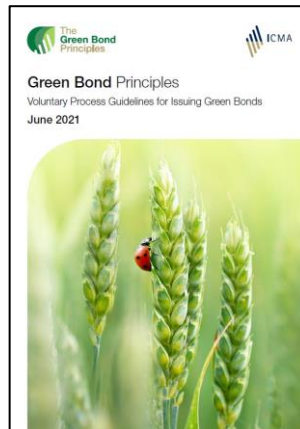 The
Green Bond
Principles
ICMA
Green Bond Principles
Voluntary Process Guidelines for Issuing Green Bonds
June 2021